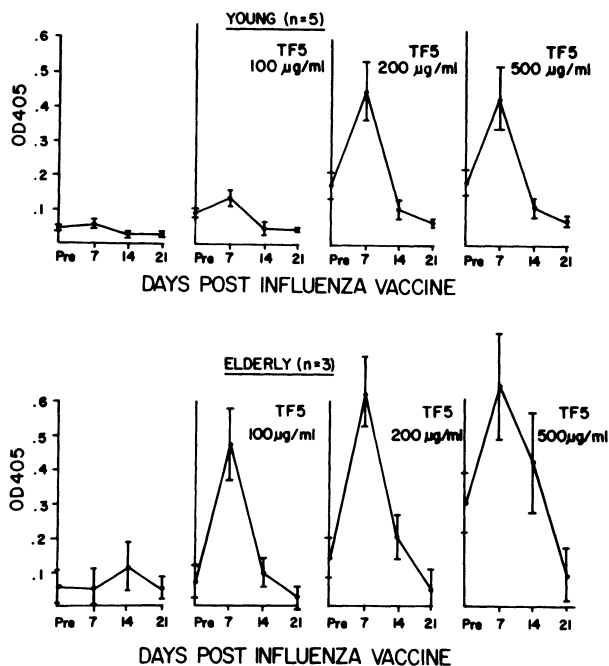 YOUNG (n=5)
TF5
100 µg/ml
TF5
200 µg/ml
TF5
500 µg/ml
OD405
.6
.5
.4
.3
.2
.1
Pre 7 14 21
Pre 7 14 21
Pre 7 14 21
Pre 7 14 21
DAYS POST INFLUENZA VACCINE
ELDERLY (n=3)
TF5
100µg/ml
TF5
200 µg/ml
TF5
500µg/ml
OD405
.6
.5
.4
.3
.2
.1
Pre 7 14 21
Pre 7 14 21
Pre 7 14 21
Pre 7 14 21
DAYS POST INFLUENZA VACCINE